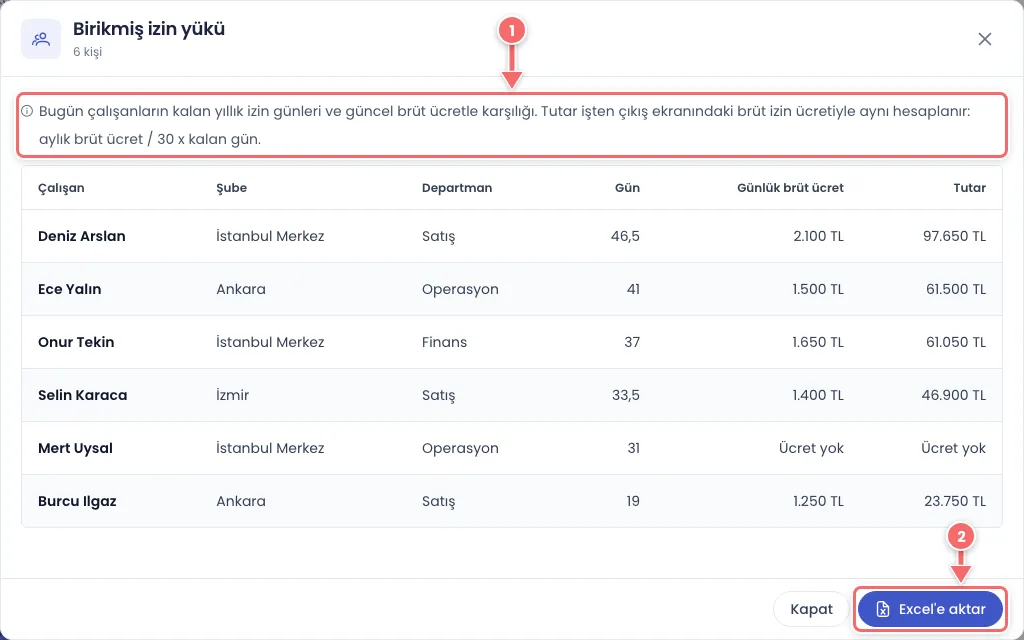 Birikmiş izin yükü
6 kişi
1
Bugün çalışanların kalan yıllık izin günleri ve güncel brüt ücretle karşılığı. Tutar işten çıkış ekranındaki brüt izin ücretiyle aynı hesaplanır:
aylık brüt ücret / 30 x kalan gün.
Çalışan Şube Departman Gün Günlük brüt ücret Tutar
Deniz Arslan İstanbul Merkez Satış 46,5 2.100 TL 97.650 TL
Ece Yalın Ankara Operasyon 41 1.500 TL 61.500 TL
Onur Tekin İstanbul Merkez Finans 37 1.650 TL 61.050 TL
Selin Karaca İzmir Satış 33,5 1.400 TL 46.900 TL
Mert Uysal İstanbul Merkez Operasyon 31 Ücret yok Ücret yok
Burcu Ilgaz Ankara Satış 19 1.250 TL 23.750 TL
2
Kapat Excel'e aktar